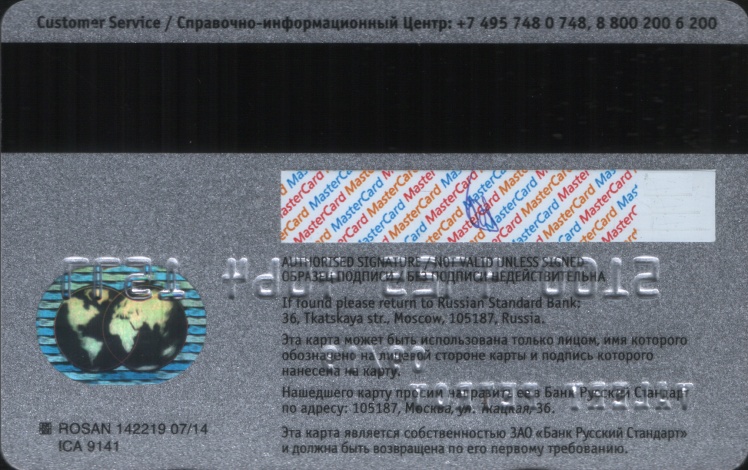 Customer Service / Справочно-информационный Центр: +7 495 748 0 748, 8 800 200 6 200
MasterCard MasterCard MasterCard MasterCard
AUTHORISED SIGNATURE / NOT VALID UNLESS SIGNED
ОБРАЗЕЦ ПОДПИСИ / БЕЗ ПОДПИСИ НЕДЕЙСТВИТЕЛЬНА
If found please return to Russian Standard Bank:
36, Tkatskaya str., Moscow, 105187, Russia.
Эта карта может быть использована только лицом, имя которого
обозначено на лицевой стороне карты и подпись которого
нанесена на карту.
Нашедшего карту просим направить ее в Банк Русский Стандарт
по адресу: 105187, Москва, ул. Ткацкая, 36.
Эта карта является собственностью ЗАО «Банк Русский Стандарт»
и должна быть возвращена по его первому требованию.
ROSAN 142219 07/14
ICA 9141